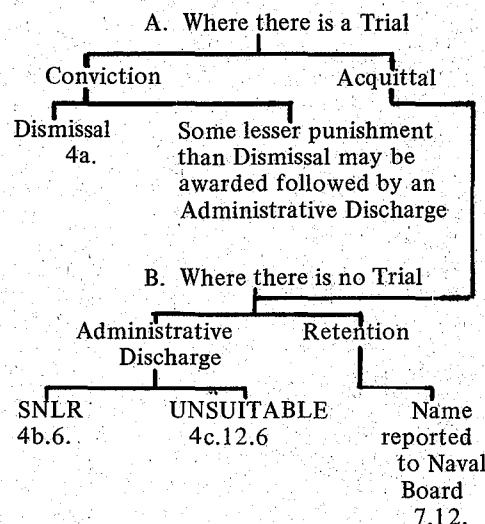 A. Where there is a Trial
Conviction
Acquittal
Dismissal
4a.
Some lesser punishment
than Dismissal may be
awarded followed by an
Administrative Discharge
B. Where there is no Trial
Administrative
Discharge
Retention
SNLR
4b.6.
UNSUITABLE
4c.12.6
Name
reported
to Naval
Board
7.12.